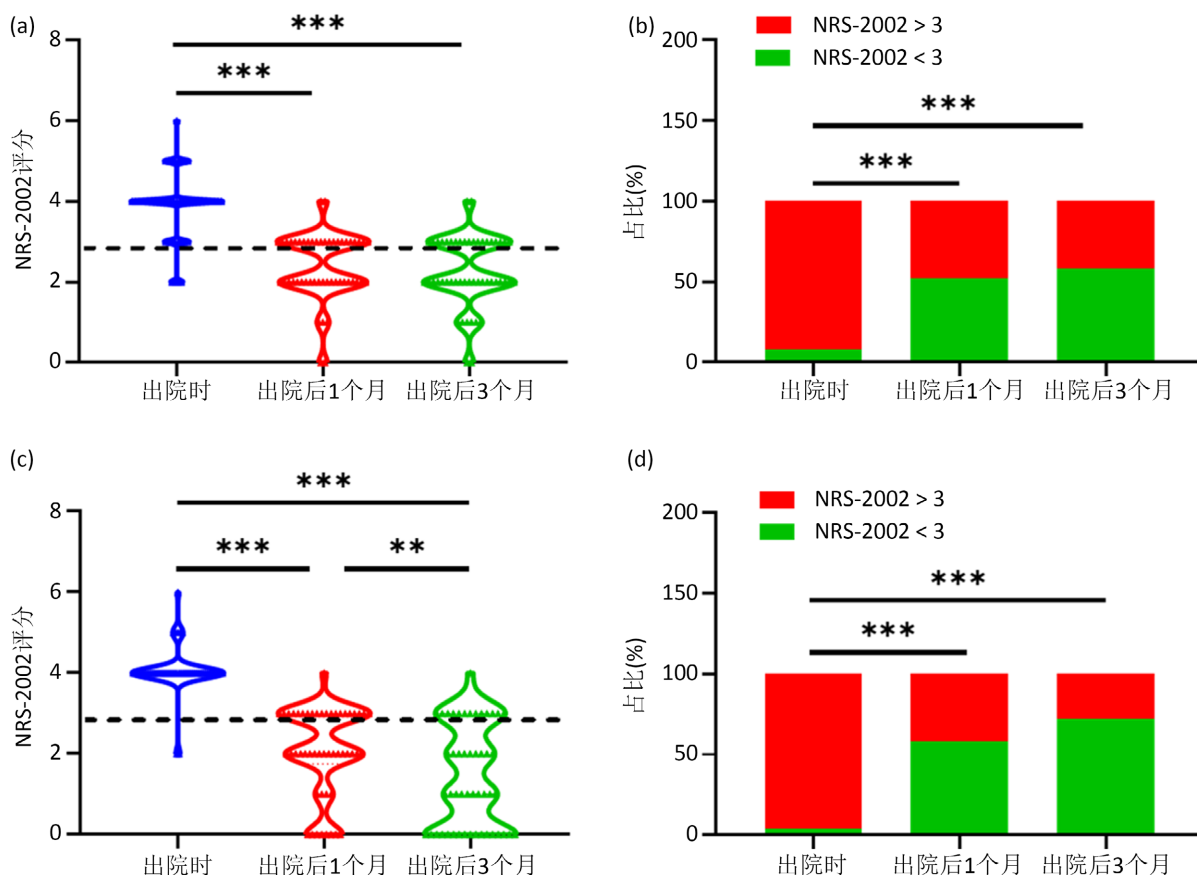 (a)
8
6
4
2
0
NRS-2002评分
***
***
出院时
出院后1个月
出院后3个月
(b)
NRS-2002 > 3
NRS-2002 < 3
200
150
100
50
0
占比(%)
***
***
出院时
出院后1个月
出院后3个月
(c)
8
6
4
2
0
NRS-2002评分
***
***
**
出院时
出院后1个月
出院后3个月
(d)
NRS-2002 > 3
NRS-2002 < 3
200
150
100
50
0
占比(%)
***
***
出院时
出院后1个月
出院后3个月